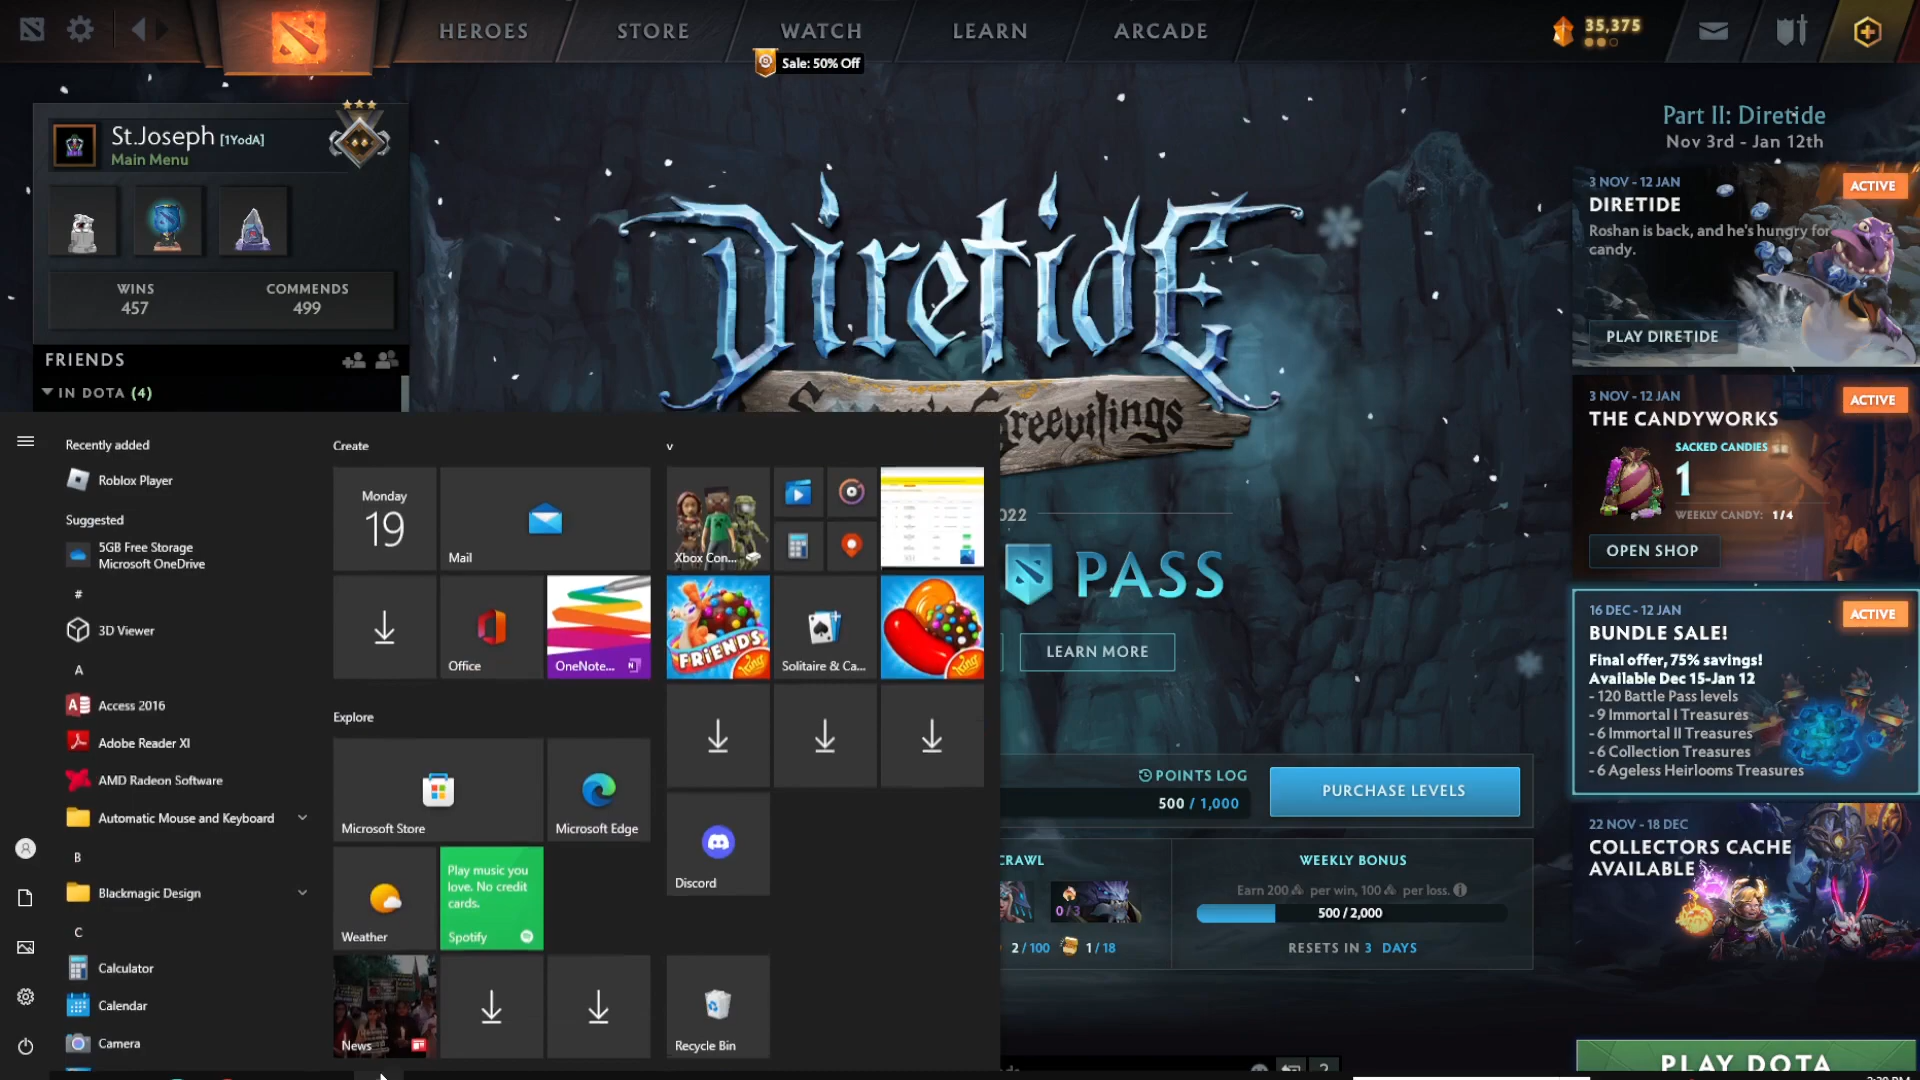 HEROES
STORE
WATCH
LEARN
ARCADE
35,375
Sale: 50% Off
St.Joseph [1YodA]
Main Menu
WINS
457
COMMENDS
499
FRIENDS
IN DOTA (4)
Diretide
Greevilings
2022
PASS
LEARN MORE
POINTS LOG
500 / 1,000
PURCHASE LEVELS
CRAWL
0/3
2/100
1/18
WEEKLY BONUS
Earn 200 per win, 100 per loss.
500 / 2,000
RESETS IN 3 DAYS
Part II: Diretide
Nov 3rd - Jan 12th
3 NOV - 12 JAN
ACTIVE
DIRETIDE
Roshan is back, and he's hungry for
candy.
PLAY DIRETIDE
3 NOV - 12 JAN
ACTIVE
THE CANDYWORKS
SACKED CANDIES
1
WEEKLY CANDY: 1/4
OPEN SHOP
16 DEC - 12 JAN
ACTIVE
BUNDLE SALE!
Final offer, 75% savings!
Available Dec 15-Jan 12
- 120 Battle Pass levels
- 9 Immortal I Treasures
- 6 Immortal II Treasures
- 6 Collection Treasures
- 6 Ageless Heirlooms Treasures
22 NOV - 18 DEC
COLLECTORS CACHE
AVAILABLE
PLAY DOTA
Recently added
Roblox Player
Suggested
5GB Free Storage
Microsoft OneDrive
#
3D Viewer
A
Access 2016
Adobe Reader XI
AMD Radeon Software
Automatic Mouse and Keyboard
B
Blackmagic Design
C
Calculator
Calendar
Camera
Create
Monday
19
Mail
Office
OneNote...
Explore
Microsoft Store
Microsoft Edge
Weather
Play music you
love. No credit
cards.
Spotify
News
v
Xbox Con...
FRIENDS
King
Solitaire & Ca...
King
Discord
Recycle Bin